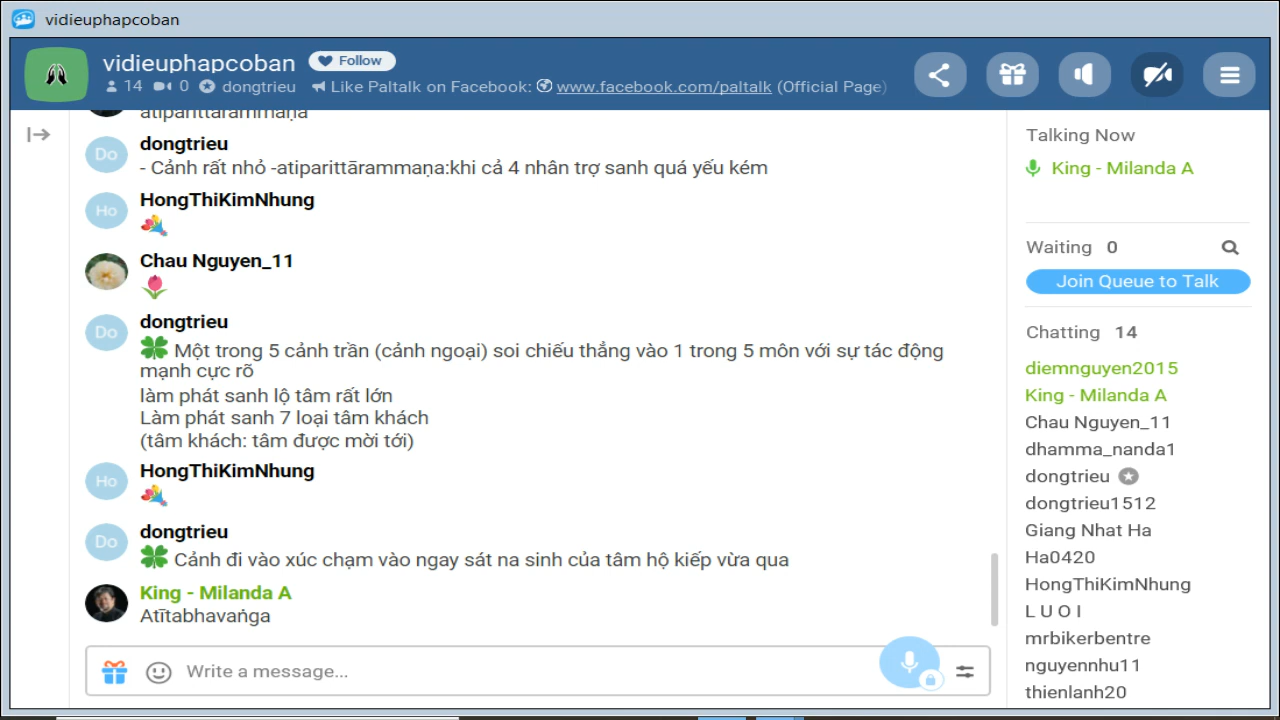 vidieuphapcoban
vidieuphapcoban Follow
14 0 dongtrieu Like Paltalk on Facebook: www.facebook.com/paltalk (Official Page)
atiparittārammaṇa
dongtrieu
Do
- Cảnh rất nhỏ -atiparittārammaṇa:khi cả 4 nhân trợ sanh quá yếu kém
HongThiKimNhung
Ho
Chau Nguyen_11
dongtrieu
Do
Một trong 5 cảnh trần (cảnh ngoại) soi chiếu thẳng vào 1 trong 5 môn với sự tác động
mạnh cực rõ
làm phát sanh lộ tâm rất lớn
Làm phát sanh 7 loại tâm khách
(tâm khách: tâm được mời tới)
HongThiKimNhung
Ho
dongtrieu
Do
Cảnh đi vào xúc chạm vào ngay sát na sinh của tâm hộ kiếp vừa qua
King - Milanda A
Atītabhavaṅga
Write a message...
Talking Now
King - Milanda A
Waiting 0
Join Queue to Talk
Chatting 14
diemnguyen2015
King - Milanda A
Chau Nguyen_11
dhamma_nanda1
dongtrieu
dongtrieu1512
Giang Nhat Ha
Ha0420
HongThiKimNhung
L U O I
mrbikerbentre
nguyennhu11
thienlanh20